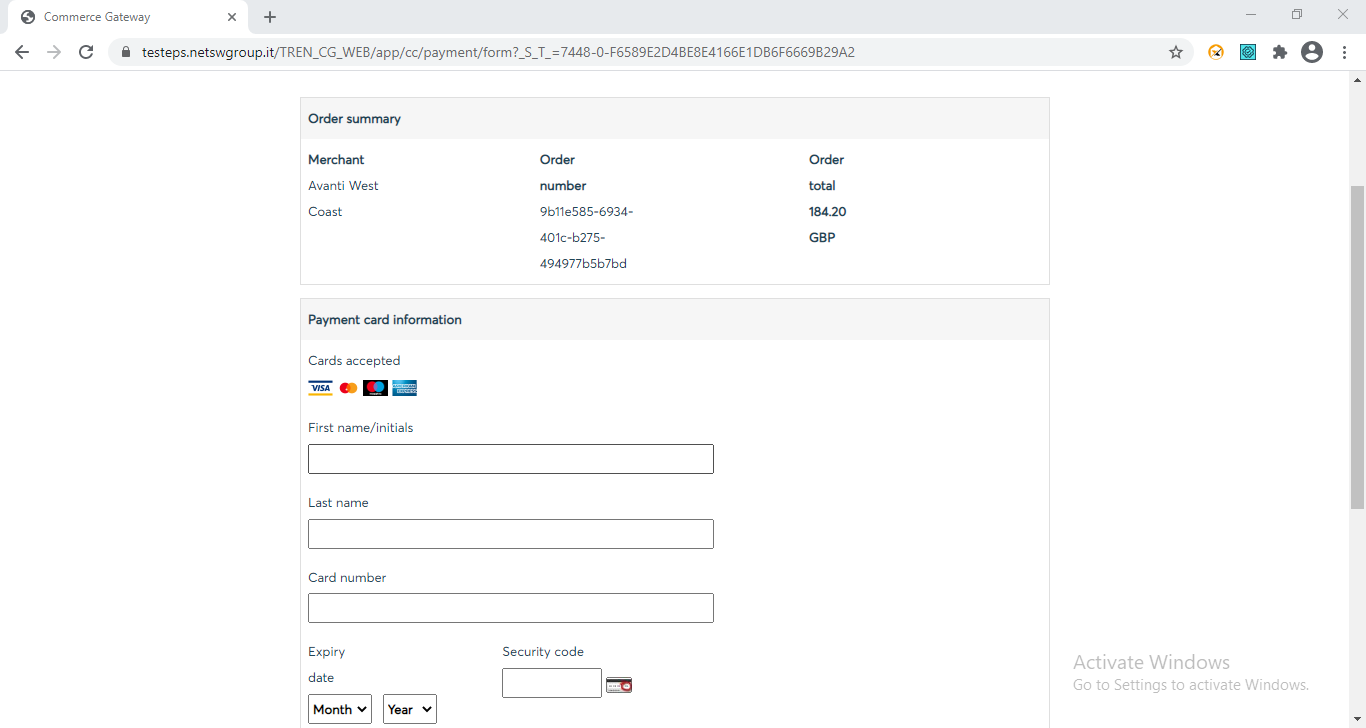 Commerce Gateway
testeps.netswgroup.it/TREN_CG_WEB/app/cc/payment/form?_S_T_=7448-0-F6589E2D4BE8E4166E1DB6F6669B29A2
Order summary
Merchant
Avanti West
Coast
Order
number
9b11e585-6934-
401c-b275-
494977b5b7bd
Order
total
184.20
GBP
Payment card information
Cards accepted
VISA
First name/initials
Last name
Card number
Expiry
date
Security code
Month
Year
Activate Windows
Go to Settings to activate Windows.